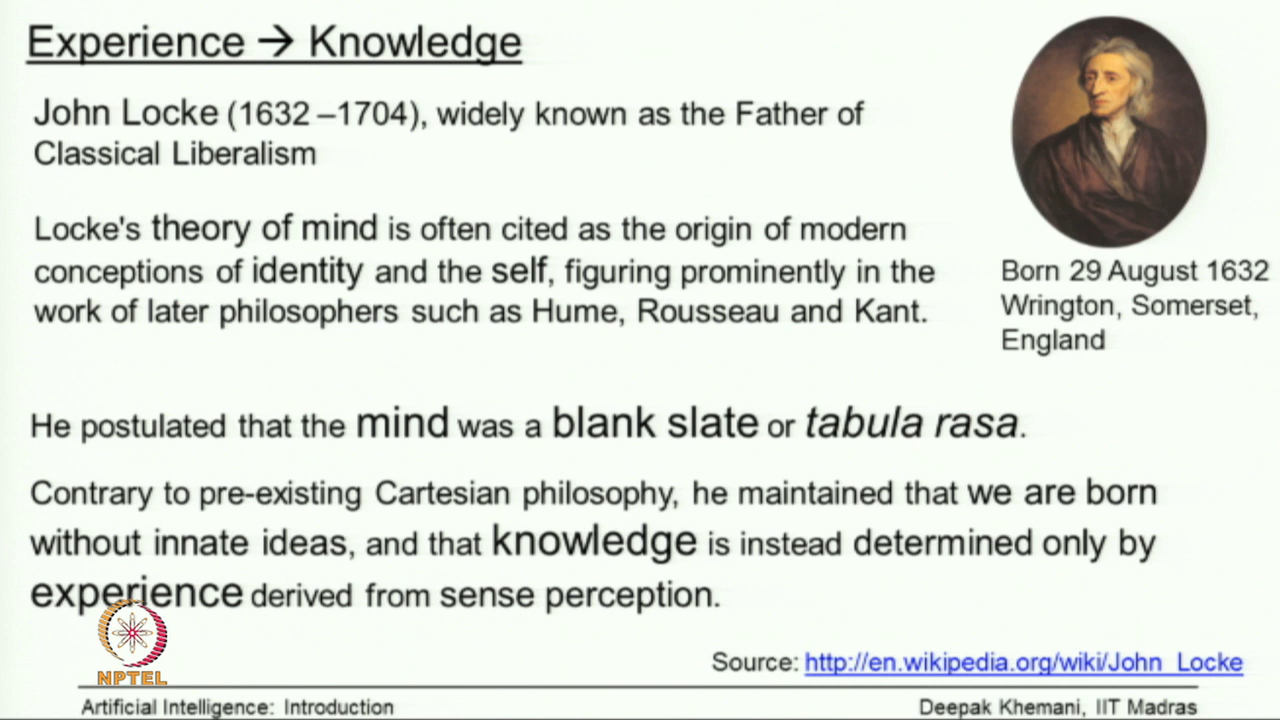 Experience → Knowledge
John Locke (1632 –1704), widely known as the Father of
Classical Liberalism
Locke's theory of mind is often cited as the origin of modern
conceptions of identity and the self, figuring prominently in the
work of later philosophers such as Hume, Rousseau and Kant.
Born 29 August 1632
Wrington, Somerset,
England
He postulated that the mind was a blank slate or tabula rasa.
Contrary to pre-existing Cartesian philosophy, he maintained that we are born
without innate ideas, and that knowledge is instead determined only by
experience derived from sense perception.
NPTEL
Source: http://en.wikipedia.org/wiki/John_Locke
Artificial Intelligence: Introduction
Deepak Khemani, IIT Madras